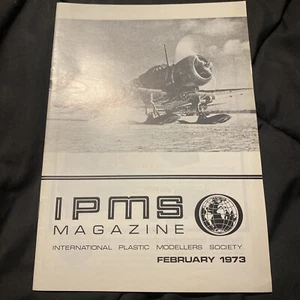 IPMS
MAGAZINE
INTERNATIONAL PLASTIC MODELLERS SOCIETY
FEBRUARY 1973